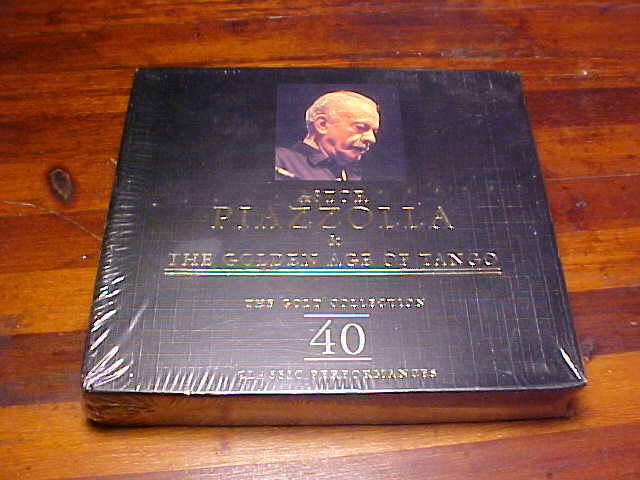 PIAZZOLLA
&
THE GOLDEN AGE OF TANGO
THE GOLD COLLECTION
40
CLASSIC PERFORMANCES